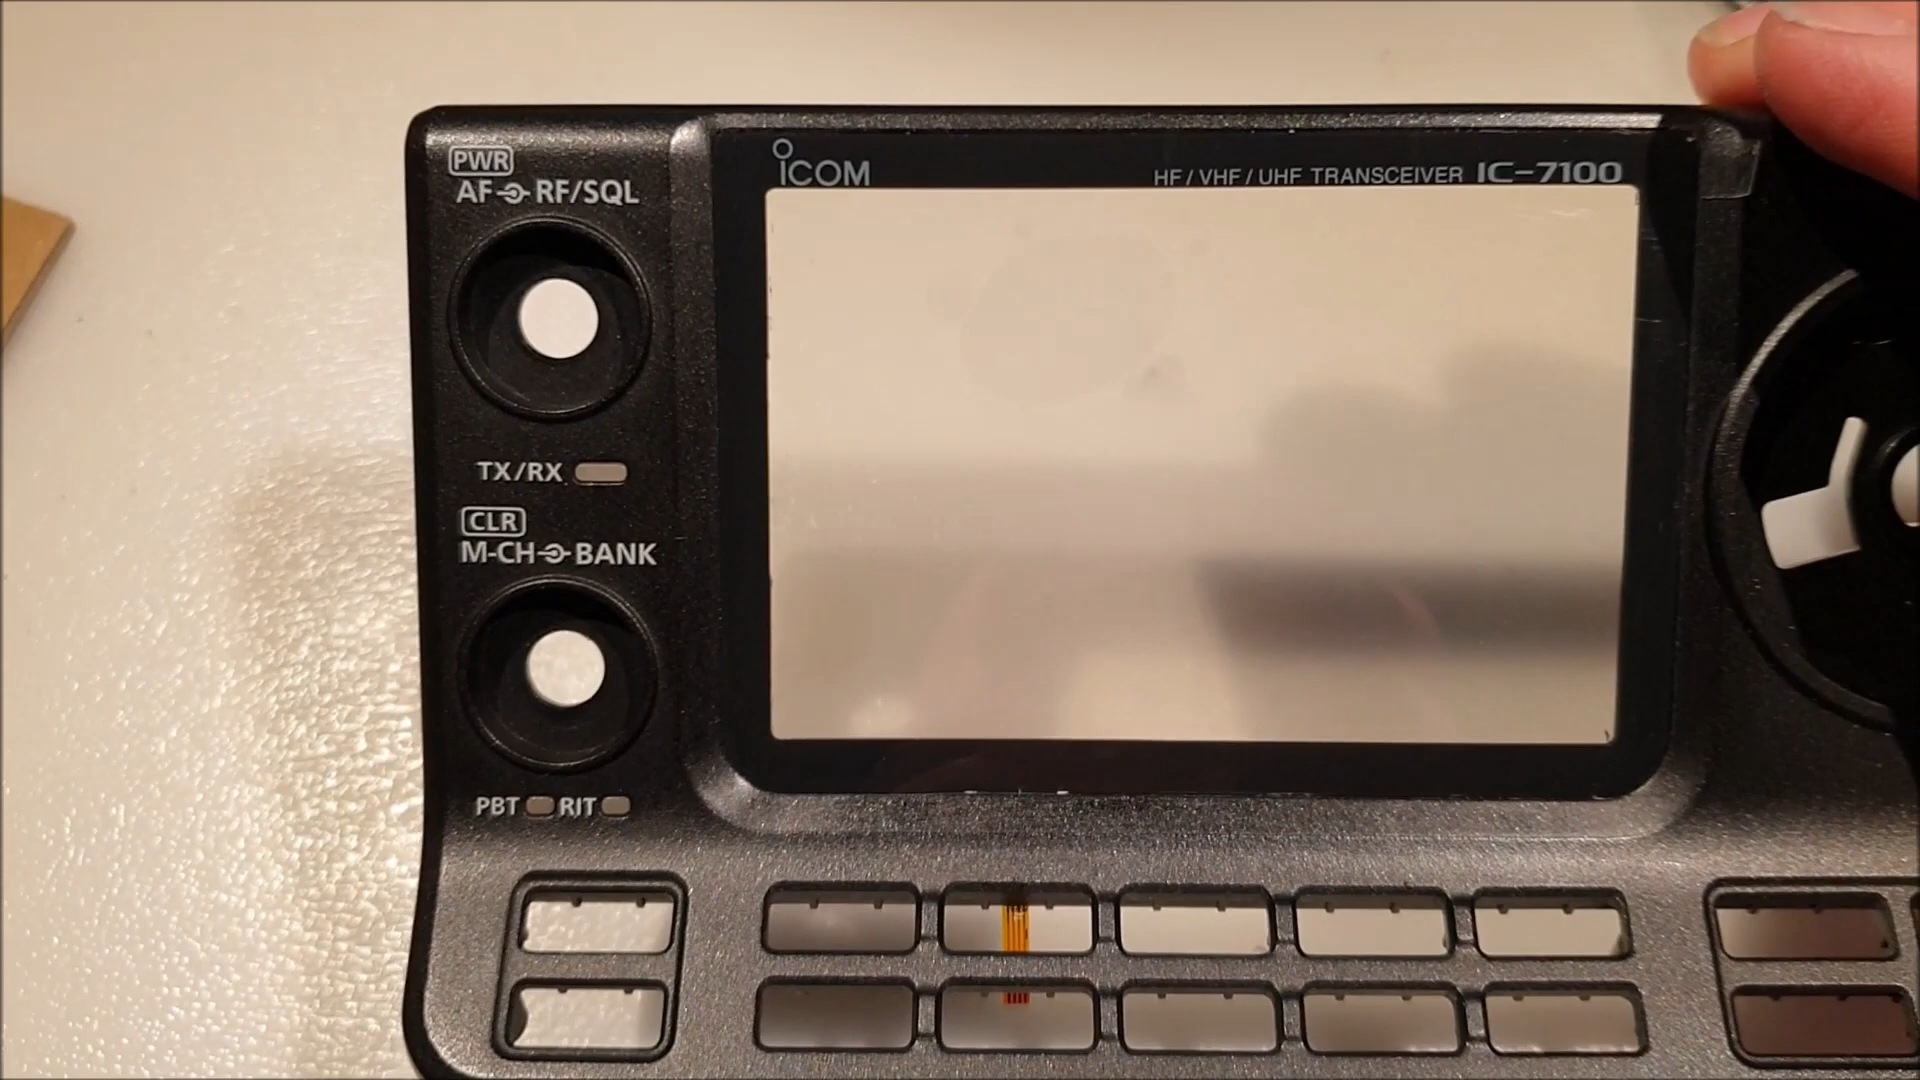 PWR
AF RF/SQL
TX/RX
CLR
M-CH BANK
PBT RIT
ICOM
HF / VHF / UHF TRANSCEIVER IC-7100